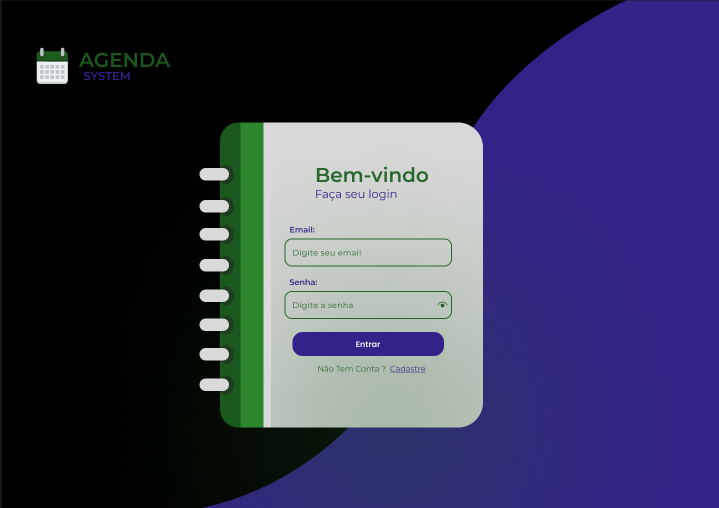 AGENDA
SYSTEM
Bem-vindo
Faça seu login
Email:
Digite seu email
Senha:
Digite a senha
Entrar
Não Tem Conta ? Cadastre